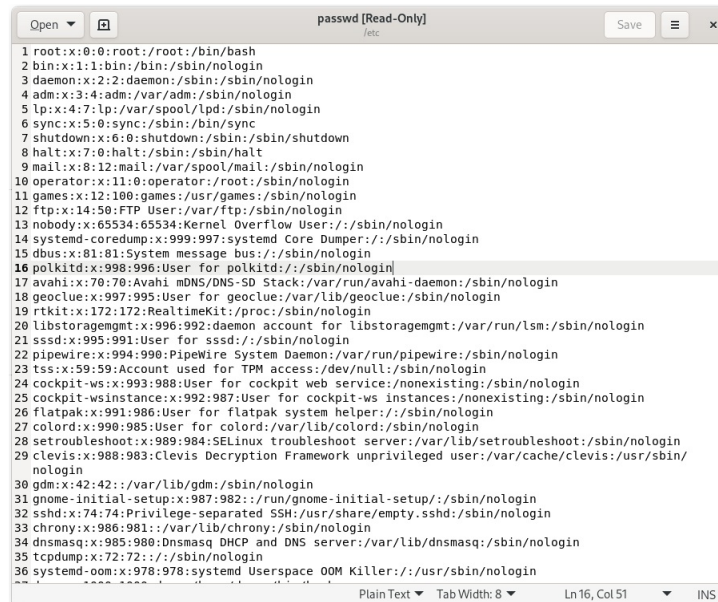 Open
passwd [Read-Only]
/etc
Save
1 root:x:0:0:root:/root:/bin/bash
2 bin:x:1:1:bin:/bin:/sbin/nologin
3 daemon:x:2:2:daemon:/sbin:/sbin/nologin
4 adm:x:3:4:adm:/var/adm:/sbin/nologin
5 lp:x:4:7:lp:/var/spool/lpd:/sbin/nologin
6 sync:x:5:0:sync:/sbin:/bin/sync
7 shutdown:x:6:0:shutdown:/sbin:/sbin/shutdown
8 halt:x:7:0:halt:/sbin:/sbin/halt
9 mail:x:8:12:mail:/var/spool/mail:/sbin/nologin
10 operator:x:11:0:operator:/root:/sbin/nologin
11 games:x:12:100:games:/usr/games:/sbin/nologin
12 ftp:x:14:50:FTP User:/var/ftp:/sbin/nologin
13 nobody:x:65534:65534:Kernel Overflow User:/:/sbin/nologin
14 systemd-coredump:x:999:997:systemd Core Dumper:/:/sbin/nologin
15 dbus:x:81:81:System message bus:/:/sbin/nologin
16 polkitd:x:998:996:User for polkitd:/:/sbin/nologin
17 avahi:x:70:70:Avahi mDNS/DNS-SD Stack:/var/run/avahi-daemon:/sbin/nologin
18 geoclue:x:997:995:User for geoclue:/var/lib/geoclue:/sbin/nologin
19 rtkit:x:172:172:RealtimeKit:/proc:/sbin/nologin
20 libstoragemgmt:x:996:992:daemon account for libstoragemgmt:/var/run/lsm:/sbin/nologin
21 sssd:x:995:991:User for sssd:/:/sbin/nologin
22 pipewire:x:994:990:PipeWire System Daemon:/var/run/pipewire:/sbin/nologin
23 tss:x:59:59:Account used for TPM access:/dev/null:/sbin/nologin
24 cockpit-ws:x:993:988:User for cockpit web service:/nonexisting:/sbin/nologin
25 cockpit-wsinstance:x:992:987:User for cockpit-ws instances:/nonexisting:/sbin/nologin
26 flatpak:x:991:986:User for flatpak system helper:/:/sbin/nologin
27 colord:x:990:985:User for colord:/var/lib/colord:/sbin/nologin
28 setroubleshoot:x:989:984:SELinux troubleshoot server:/var/lib/setroubleshoot:/sbin/nologin
29 clevis:x:988:983:Clevis Decryption Framework unprivileged user:/var/cache/clevis:/usr/sbin/
nologin
30 gdm:x:42:42::/var/lib/gdm:/sbin/nologin
31 gnome-initial-setup:x:987:982::/run/gnome-initial-setup/:/sbin/nologin
32 sshd:x:74:74:Privilege-separated SSH:/usr/share/empty.sshd:/sbin/nologin
33 chrony:x:986:981::/var/lib/chrony:/sbin/nologin
34 dnsmasq:x:985:980:Dnsmasq DHCP and DNS server:/var/lib/dnsmasq:/sbin/nologin
35 tcpdump:x:72:72::/:/sbin/nologin
36 systemd-oom:x:978:978:systemd Userspace OOM Killer:/:/usr/sbin/nologin
Plain Text Tab Width: 8 Ln 16, Col 51 INS